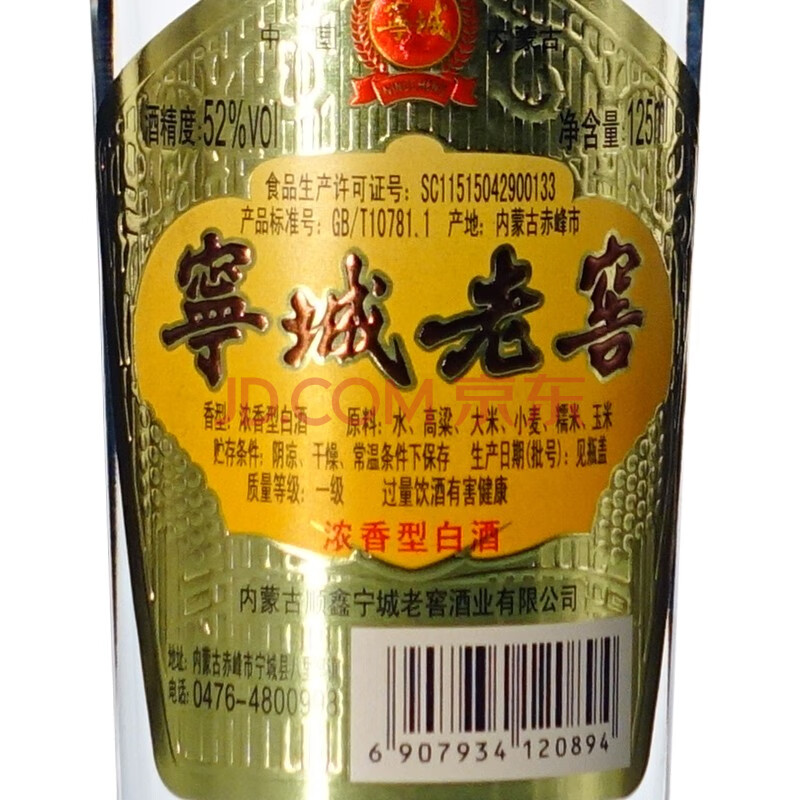 中国 内蒙古
寧城
酒精度:52%vol 净含量:125m
食品生产许可证号: SC11515042900133
产品标准号: GB/T10781.1 产地: 内蒙古赤峰市
寧城老窖
JD.COM 京东
香型: 浓香型白酒 原料: 水、高粱、大米、小麦、糯米、玉米
贮存条件: 阴凉、干燥、常温条件下保存 生产日期(批号): 见瓶盖
质量等级: 一级 过量饮酒有害健康
浓香型白酒
内蒙古顺鑫宁城老窖酒业有限公司
地址: 内蒙古赤峰市宁城县八里
电话: 0476-4800
6 907934 120894